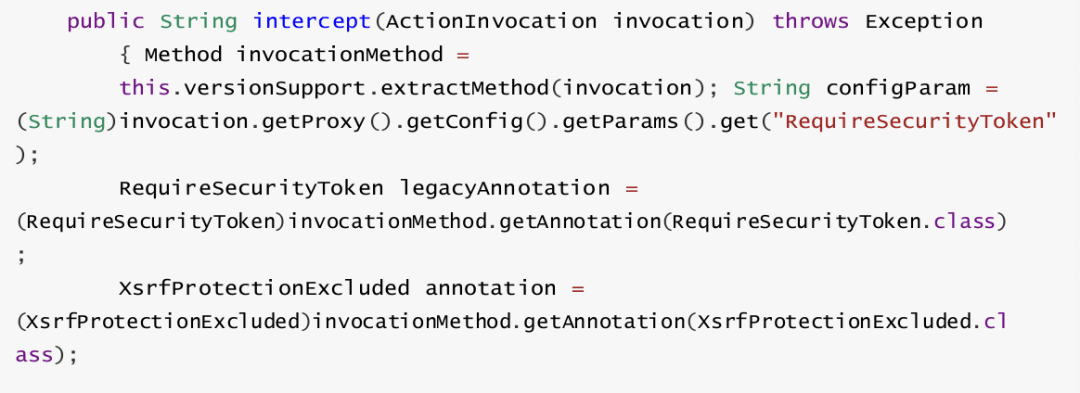 public String intercept(ActionInvocation invocation) throws Exception
{ Method invocationMethod =
this.versionSupport.extractMethod(invocation); String configParam =
(String)invocation.getProxy().getConfig().getParams().get("RequireSecurityToken"
);
RequireSecurityToken legacyAnnotation =
(RequireSecurityToken)invocationMethod.getAnnotation(RequireSecurityToken.class)
;
XsrfProtectionExcluded annotation =
(XsrfProtectionExcluded)invocationMethod.getAnnotation(XsrfProtectionExcluded.cl
ass);